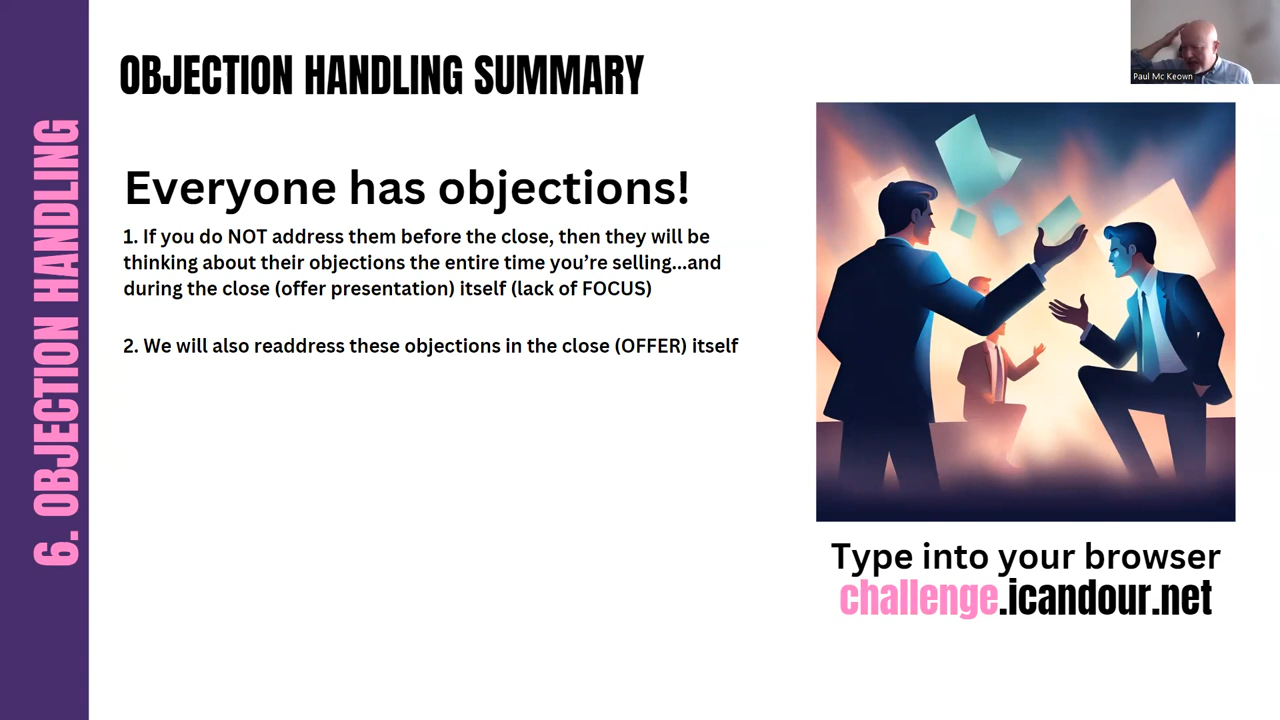 6. OBJECTION HANDLING
OBJECTION HANDLING SUMMARY
Paul Mc Keown
Everyone has objections!
1. If you do NOT address them before the close, then they will be
thinking about their objections the entire time you’re selling...and
during the close (offer presentation) itself (lack of FOCUS)
2. We will also readdress these objections in the close (OFFER) itself
Type into your browser
challenge.icandour.net